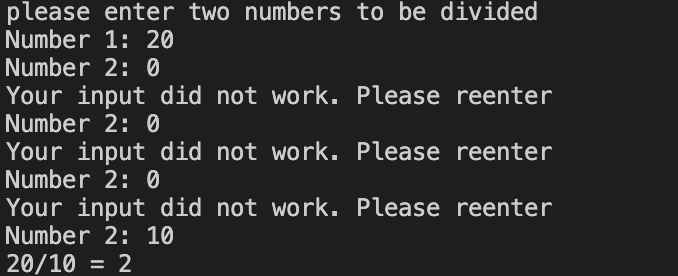 please enter two numbers to be divided
Number 1: 20
Number 2: 0
Your input did not work. Please reenter
Number 2: 0
Your input did not work. Please reenter
Number 2: 0
Your input did not work. Please reenter
Number 2: 10
20/10 = 2